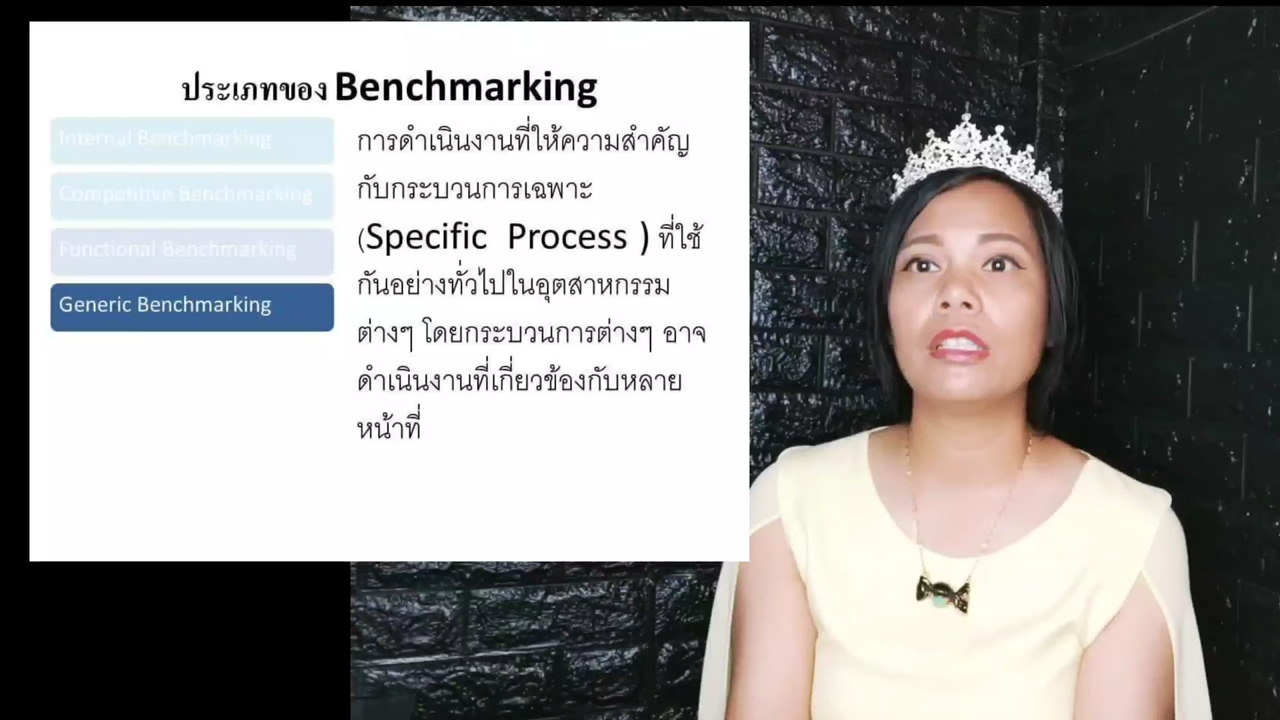 ประเภทของ Benchmarking
Internal Benchmarking
Competitive Benchmarking
Functional Benchmarking
Generic Benchmarking
การดำเนินงานที่ให้ความสำคัญ
กับกระบวนการเฉพาะ
(Specific Process ) ที่ใช้
กันอย่างทั่วไปในอุตสาหกรรม
ต่างๆ โดยกระบวนการต่างๆ อาจ
ดำเนินงานที่เกี่ยวข้องกับหลาย
หน้าที่